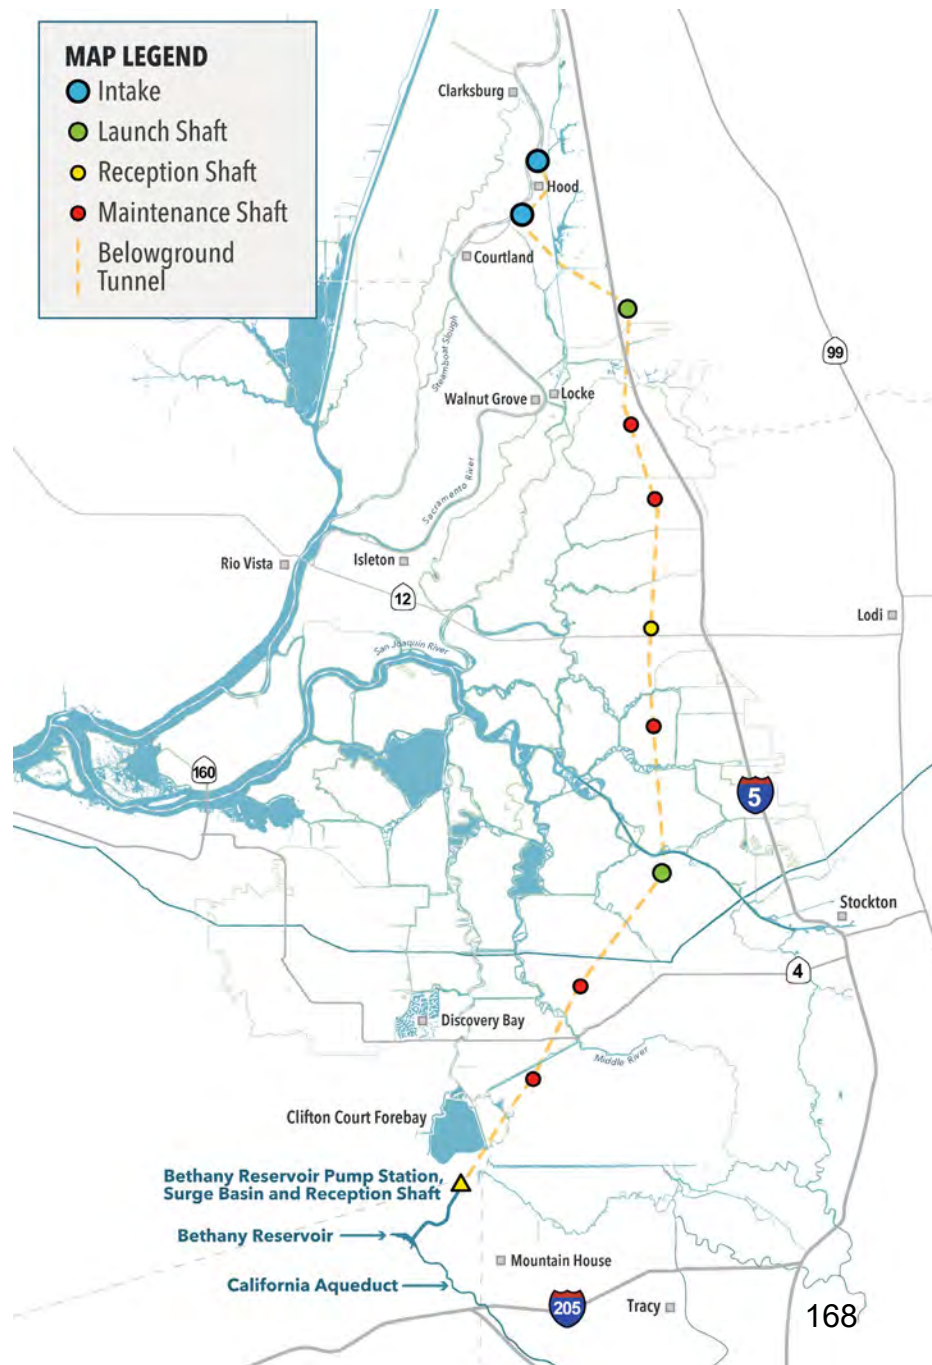 MAP LEGEND
Intake
Launch Shaft
Reception Shaft
Maintenance Shaft
Belowground
Tunnel
Clarksburg
Hood
Courtland
Steamboat Slough
99
Walnut Grove
Locke
Sacramento River
Rio Vista
Isleton
12
Lodi
San Joaquin River
160
5
Stockton
4
Discovery Bay
Middle River
Clifton Court Forebay
Bethany Reservoir Pump Station,
Surge Basin and Reception Shaft
Bethany Reservoir
Mountain House
California Aqueduct
205
Tracy
168